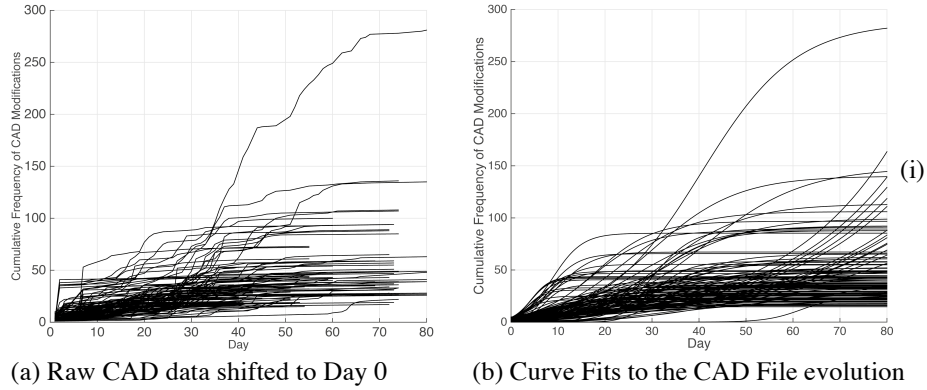 300
250
200
150
100
50
0
Cumulative Frequency of CAD Modifications
0 10 20 30 40 50 60 70 80
Day
(a) Raw CAD data shifted to Day 0
300
250
200
150
100
50
0
Cumulative Frequency of CAD Modifications
0 10 20 30 40 50 60 70 80
Day
(b) Curve Fits to the CAD File evolution
(i)